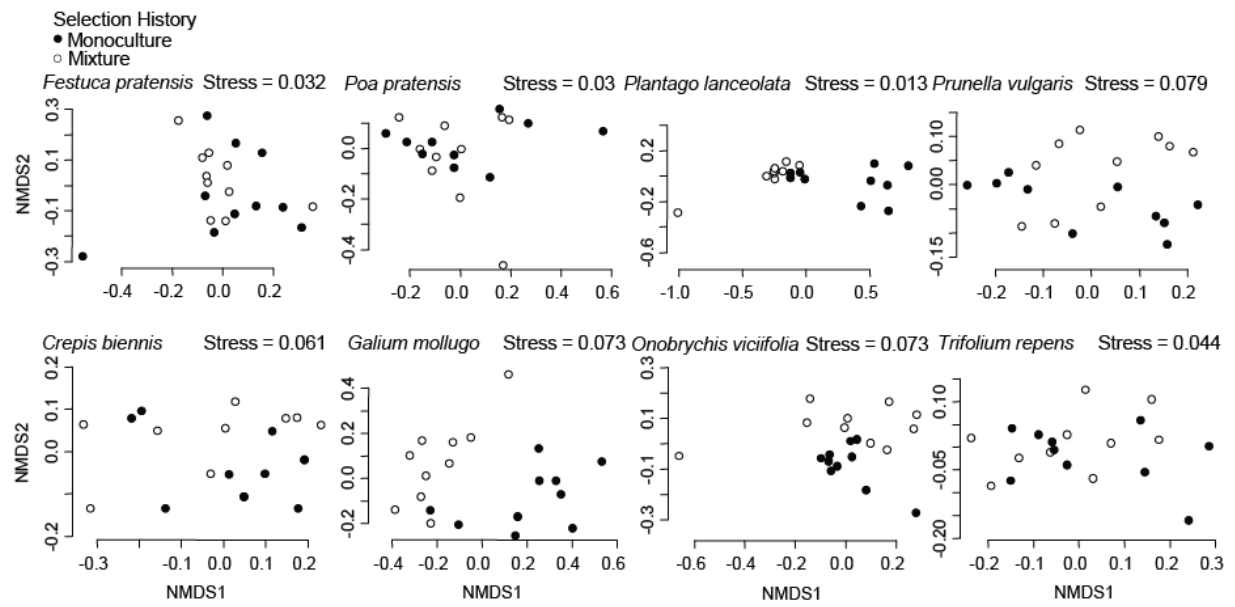 Selection History
● Monoculture
○ Mixture
Festuca pratensis Stress = 0.032
Poa pratensis Stress = 0.03
Plantago lanceolata Stress = 0.013
Prunella vulgaris Stress = 0.079
NMDS2
0.3
0.1
-0.1
-0.3
-0.4 -0.2 0.0 0.2
0.0
-0.2
-0.4
-0.2 0.0 0.2 0.4 0.6
0.2
-0.2
-0.6
-1.0 -0.5 0.0 0.5
0.10
0.00
-0.15
-0.2 -0.1 0.0 0.1 0.2
Crepis biennis Stress = 0.061
Galium mollugo Stress = 0.073
Onobrychis viciifolia Stress = 0.073
Trifolium repens Stress = 0.044
NMDS2
0.2
0.1
0.0
-0.2
-0.3 -0.1 0.0 0.1 0.2
NMDS1
0.4
0.2
0.0
-0.2
-0.4 -0.2 0.0 0.2 0.4 0.6
NMDS1
0.3
0.1
-0.1
-0.3
-0.6 -0.2 0.0 0.2
NMDS1
0.10
-0.05
-0.20
-0.2 -0.1 0.0 0.1 0.2 0.3
NMDS1